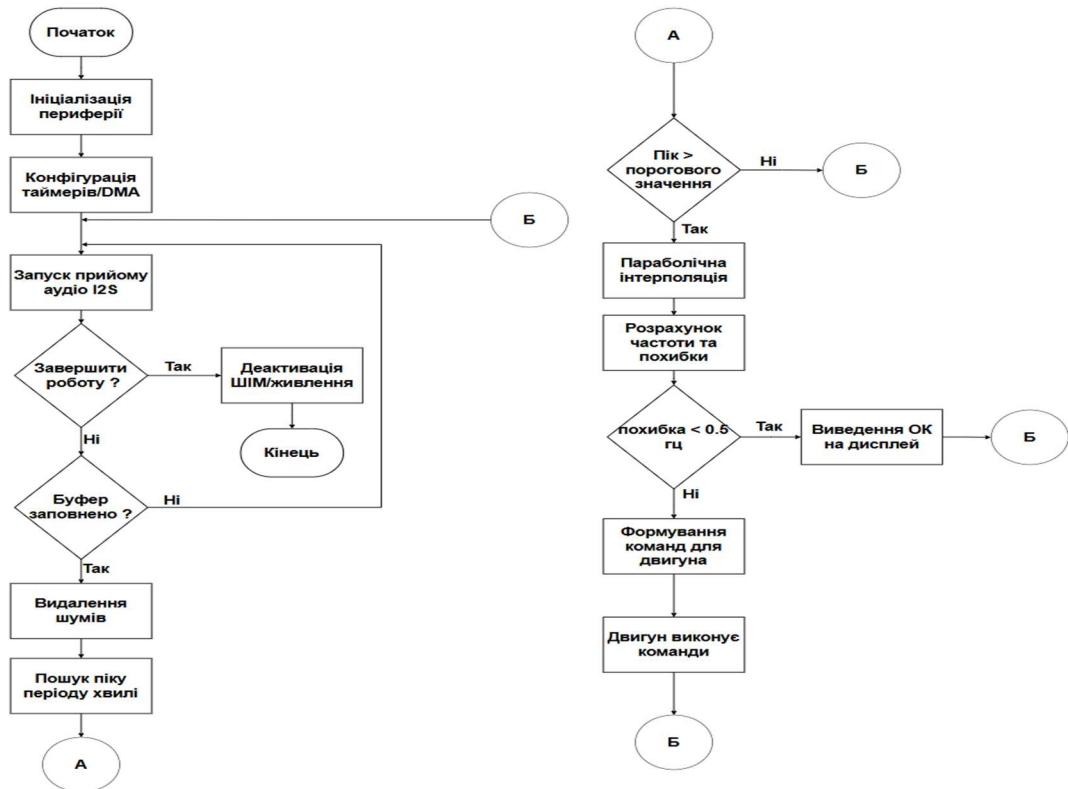 Початок
Ініціалізація
периферії
Конфігурація
таймерів/DMA
Б
Запуск прийому
аудіо I2S
Завершити
роботу ?
Так
Деактивація
ШІМ/живлення
Кінець
Ні
Буфер
заповнено ?
Ні
Так
Видалення
шумів
Пошук піку
періоду хвилі
А
А
Пік >
порогового
значення
Ні
Б
Так
Параболічна
інтерполяція
Розрахунок
частоти та
похибки
похибка < 0.5
гц
Так
Виведення ОК
на дисплей
Б
Ні
Формування
команд для
двигуна
Двигун виконує
команди
Б